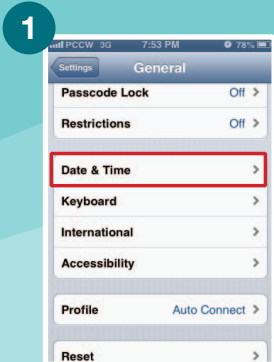 1
PCCW 3G 7:53 PM 78%
Settings General
Passcode Lock Off
Restrictions Off
Date & Time
Keyboard
International
Accessibility
Profile Auto Connect
Reset